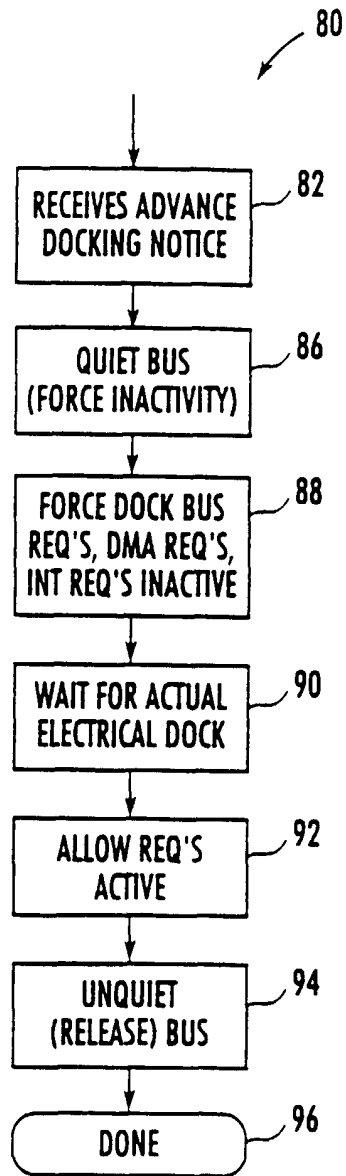 80
RECEIVES ADVANCE
DOCKING NOTICE
82
QUIET BUS
(FORCE INACTIVITY)
86
FORCE DOCK BUS
REQ'S, DMA REQ'S,
INT REQ'S INACTIVE
88
WAIT FOR ACTUAL
ELECTRICAL DOCK
90
ALLOW REQ'S
ACTIVE
92
UNQUIET
(RELEASE) BUS
94
DONE
96